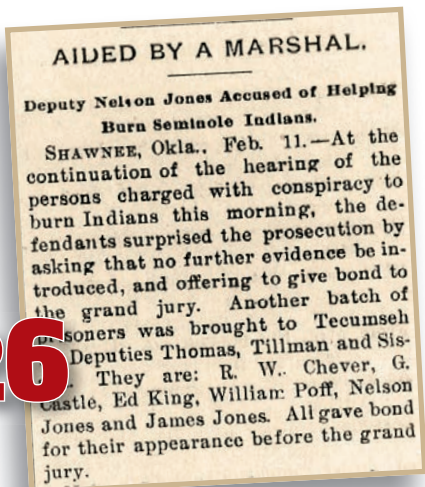 AIDED BY A MARSHAL.
Deputy Nelson Jones Accused of Helping
Burn Seminole Indians.
SHAWNEE, Okla., Feb. 11.—At the
continuation of the hearing of the
persons charged with conspiracy to
burn Indians this morning, the de-
fendants surprised the prosecution by
asking that no further evidence be in-
troduced, and offering to give bond to
the grand jury. Another batch of
prisoners was brought to Tecumseh
Deputies Thomas, Tillman and Sis-
They are: R. W. Chever, G.
Castle, Ed King, William Poff, Nelson
Jones and James Jones. All gave bond
for their appearance before the grand
jury.
26